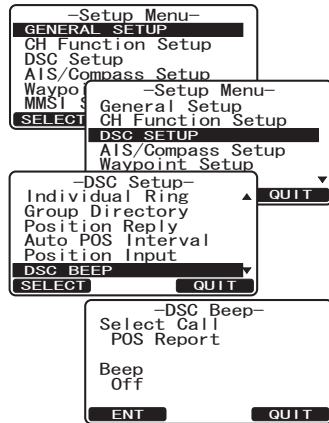 –Setup Menu–
GENERAL SETUP
CH Function Setup
DSC Setup
AIS/Compass Setup
Waypoi
MMSI S
SELECT
–Setup Menu–
General Setup
CH Function Setup
DSC SETUP
AIS/Compass Setup
Waypoint Setup
▼
QUIT
–DSC Setup–
Individual Ring ▲
Group Directory
Position Reply
Auto POS Interval
Position Input
DSC BEEP ▼
SELECT QUIT
–DSC Beep–
Select Call
POS Report
Beep
Off
ENT QUIT